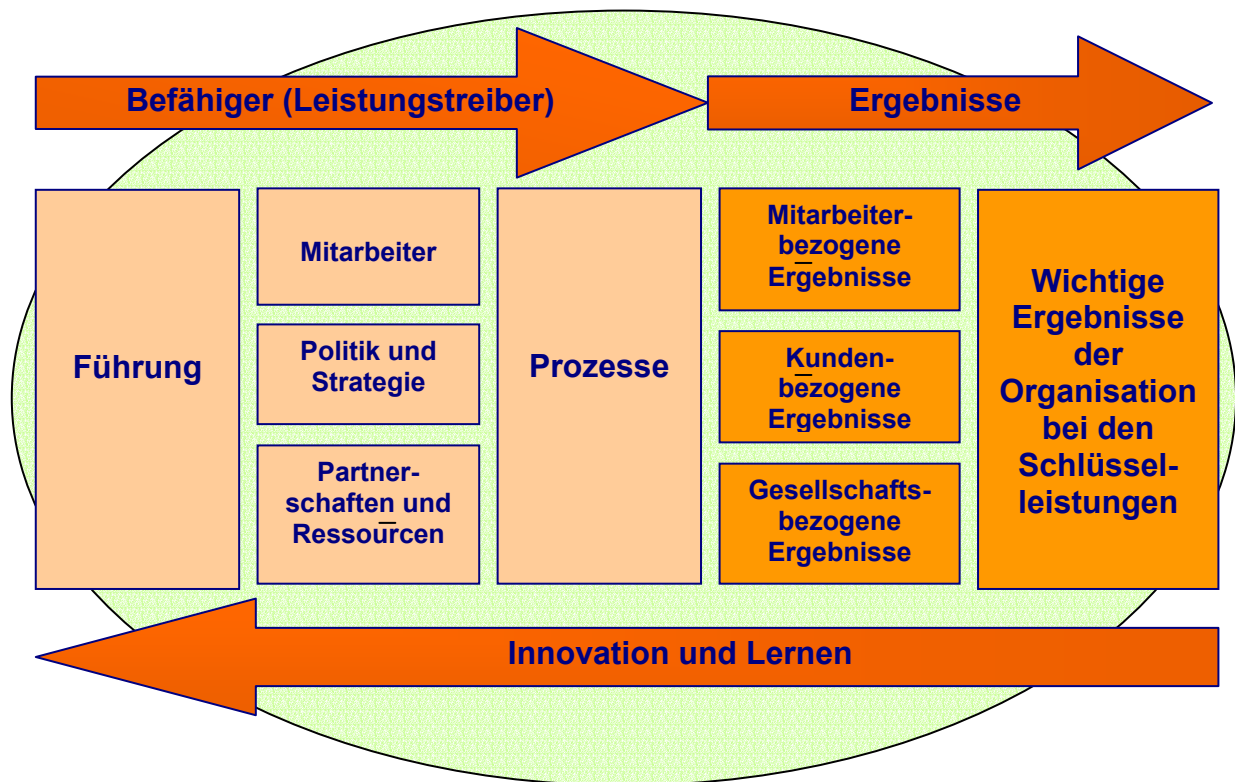 Befähiger (Leistungstreiber)
Ergebnisse
Führung
Mitarbeiter
Politik und
Strategie
Partner-
schaften und
Ressourcen
Prozesse
Mitarbeiter-
bezogene
Ergebnisse
Kunden-
bezogene
Ergebnisse
Gesellschafts-
bezogene
Ergebnisse
Wichtige
Ergebnisse
der
Organisation
bei den
Schlüssel-
leistungen
Innovation und Lernen